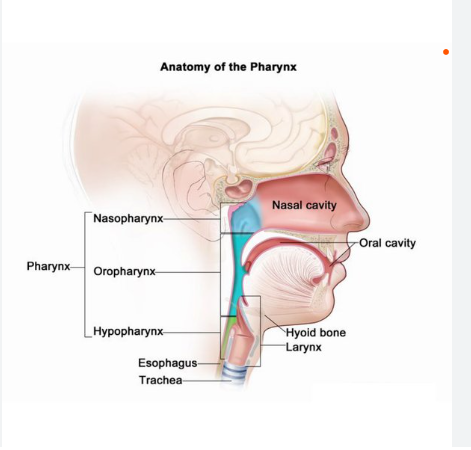 Anatomy of the Pharynx
Nasal cavity
Nasopharynx
Oral cavity
Pharynx
Oropharynx
Hypopharynx
Hyoid bone
Larynx
Esophagus
Trachea